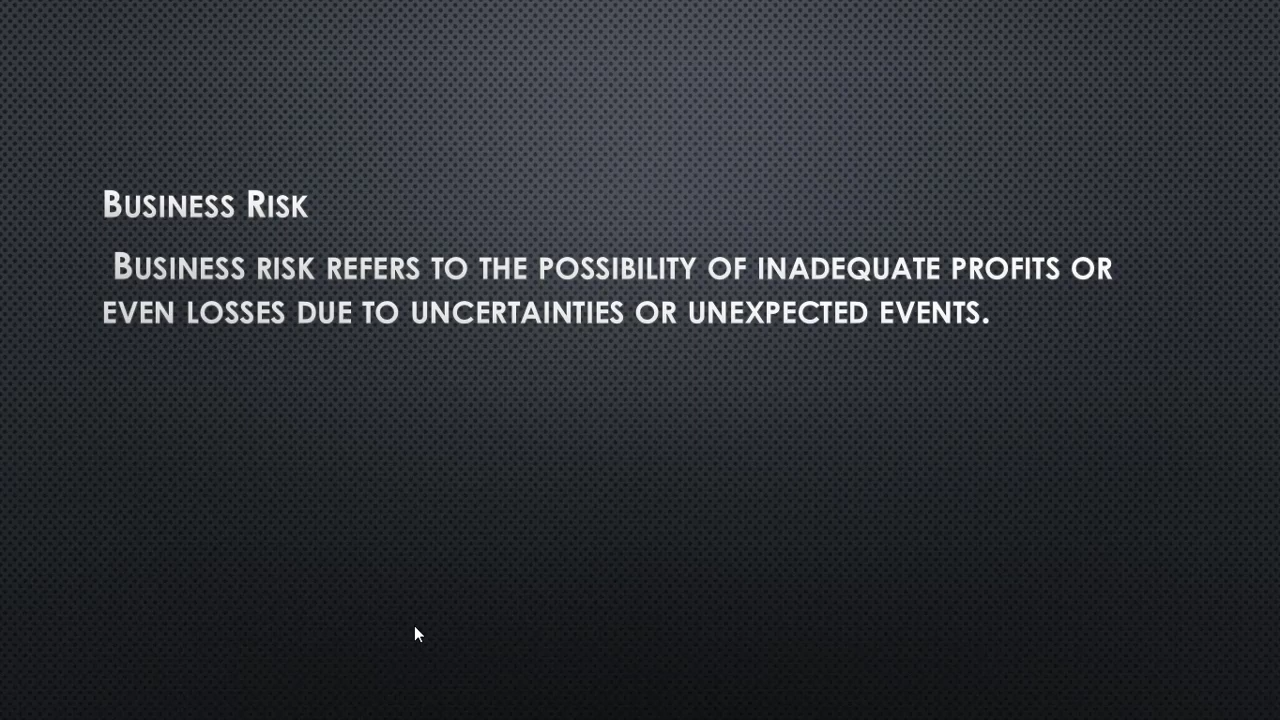 Business Risk
Business risk refers to the possibility of inadequate profits or
even losses due to uncertainties or unexpected events.